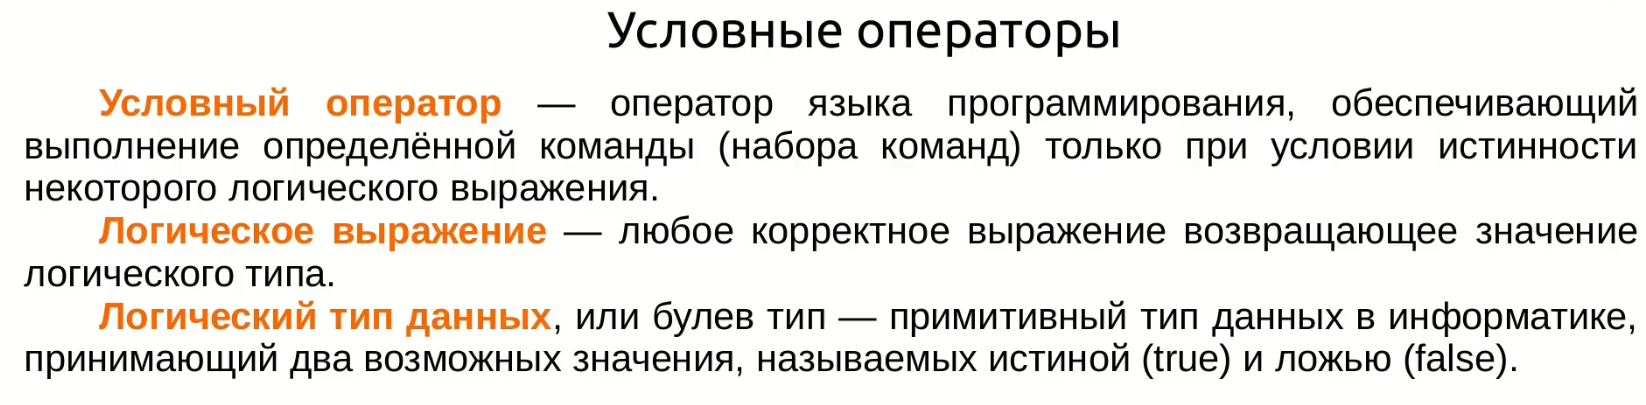 Условные операторы
Условный оператор — оператор языка программирования, обеспечивающий
выполнение определённой команды (набора команд) только при условии истинности
некоторого логического выражения.
Логическое выражение — любое корректное выражение возвращающее значение
логического типа.
Логический тип данных, или булев тип — примитивный тип данных в информатике,
принимающий два возможных значения, называемых истиной (true) и ложью (false).